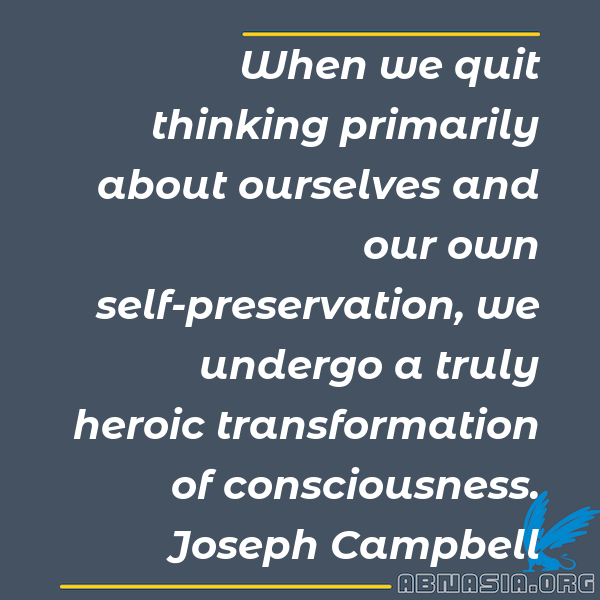 When we quit
thinking primarily
about ourselves and
our own
self-preservation, we
undergo a truly
heroic transformation
of consciousness.
Joseph Campbell
ABNASIA.ORG